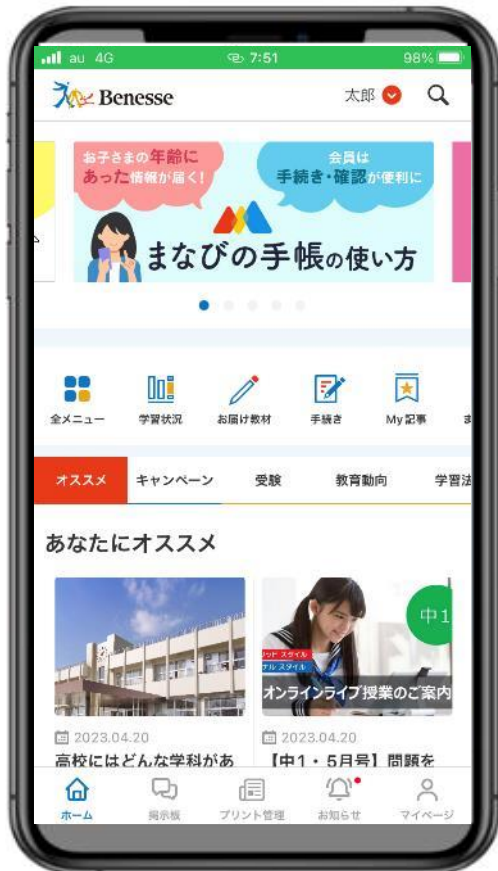 au 4G 7:51 98%
Benesse
太郎
お子さまの年齢に
あった情報が届く!
会員は
手続き・確認が便利に
まなびの手帳の使い方
全メニュー 学習状況 お届け教材 手続き My記事 ま
オススメ キャンペーン 受験 教育動向 学習法
あなたにオススメ
中1
オンラインライブ授業のご案内
2023.04.20 2023.04.20
高校にはどんな学科があ 【中1・5月号】問題を
ホーム 掲示板 プリント管理 お知らせ マイページ